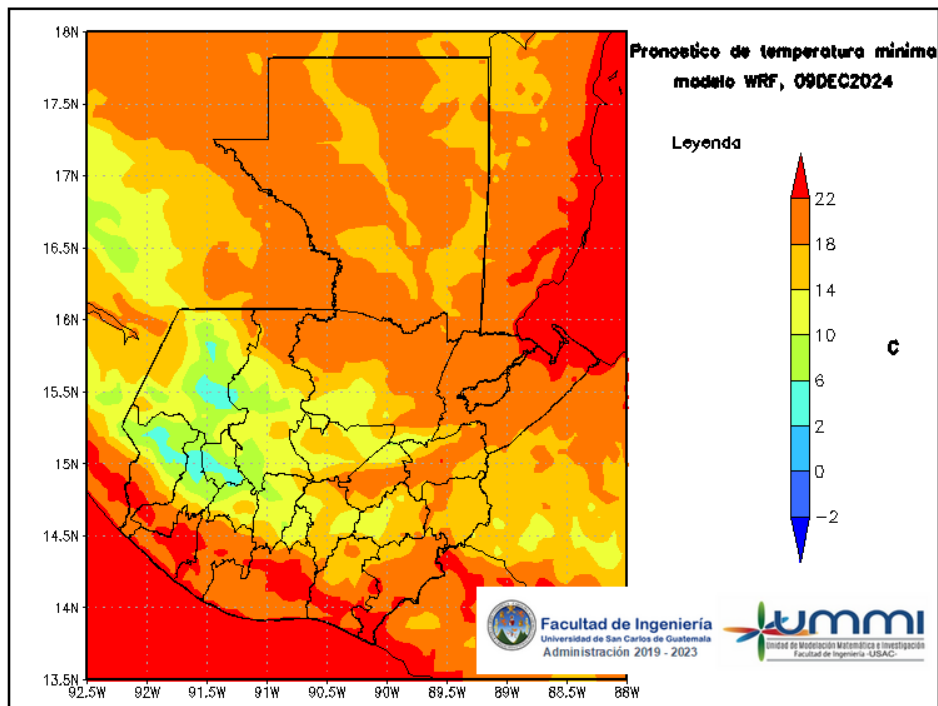 Pronostico de temperatura minima
modelo WRF, 09DEC2024
Leyenda
22
18
14
10
6
2
0
−2
C
18N
17.5N
17N
16.5N
16N
15.5N
15N
14.5N
14N
13.5N
92.5W 92W 91.5W 91W 90.5W 90W 89.5W 89W 88.5W 88W
Facultad de Ingeniería
Universidad de San Carlos de Guatemala
Administración 2019 - 2023
ummi
Unidad de Modelación Matemática e Investigación
Facultad de Ingeniería -USAC-